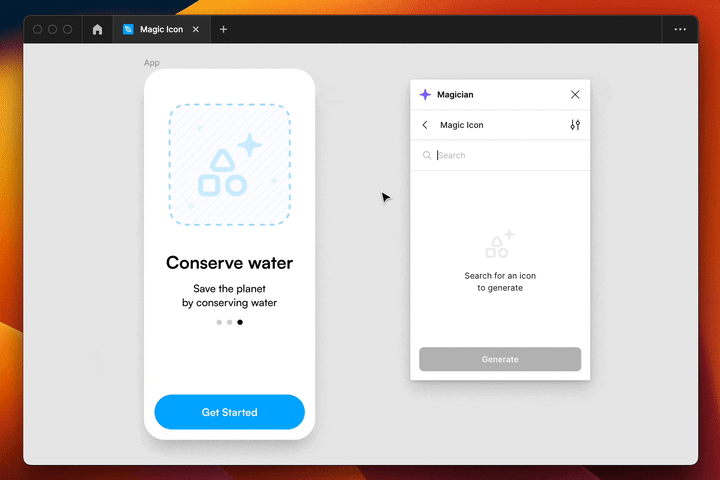 Magic Icon
App
Conserve water
Save the planet
by conserving water
Get Started
Magician
Magic Icon
Search
Search for an icon
to generate
Generate